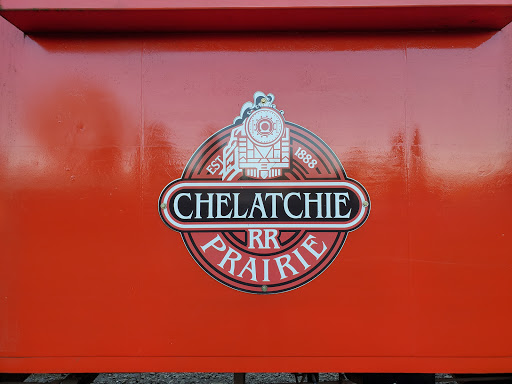 EST. 1888
CHELATCHIE
RR
PRAIRIE